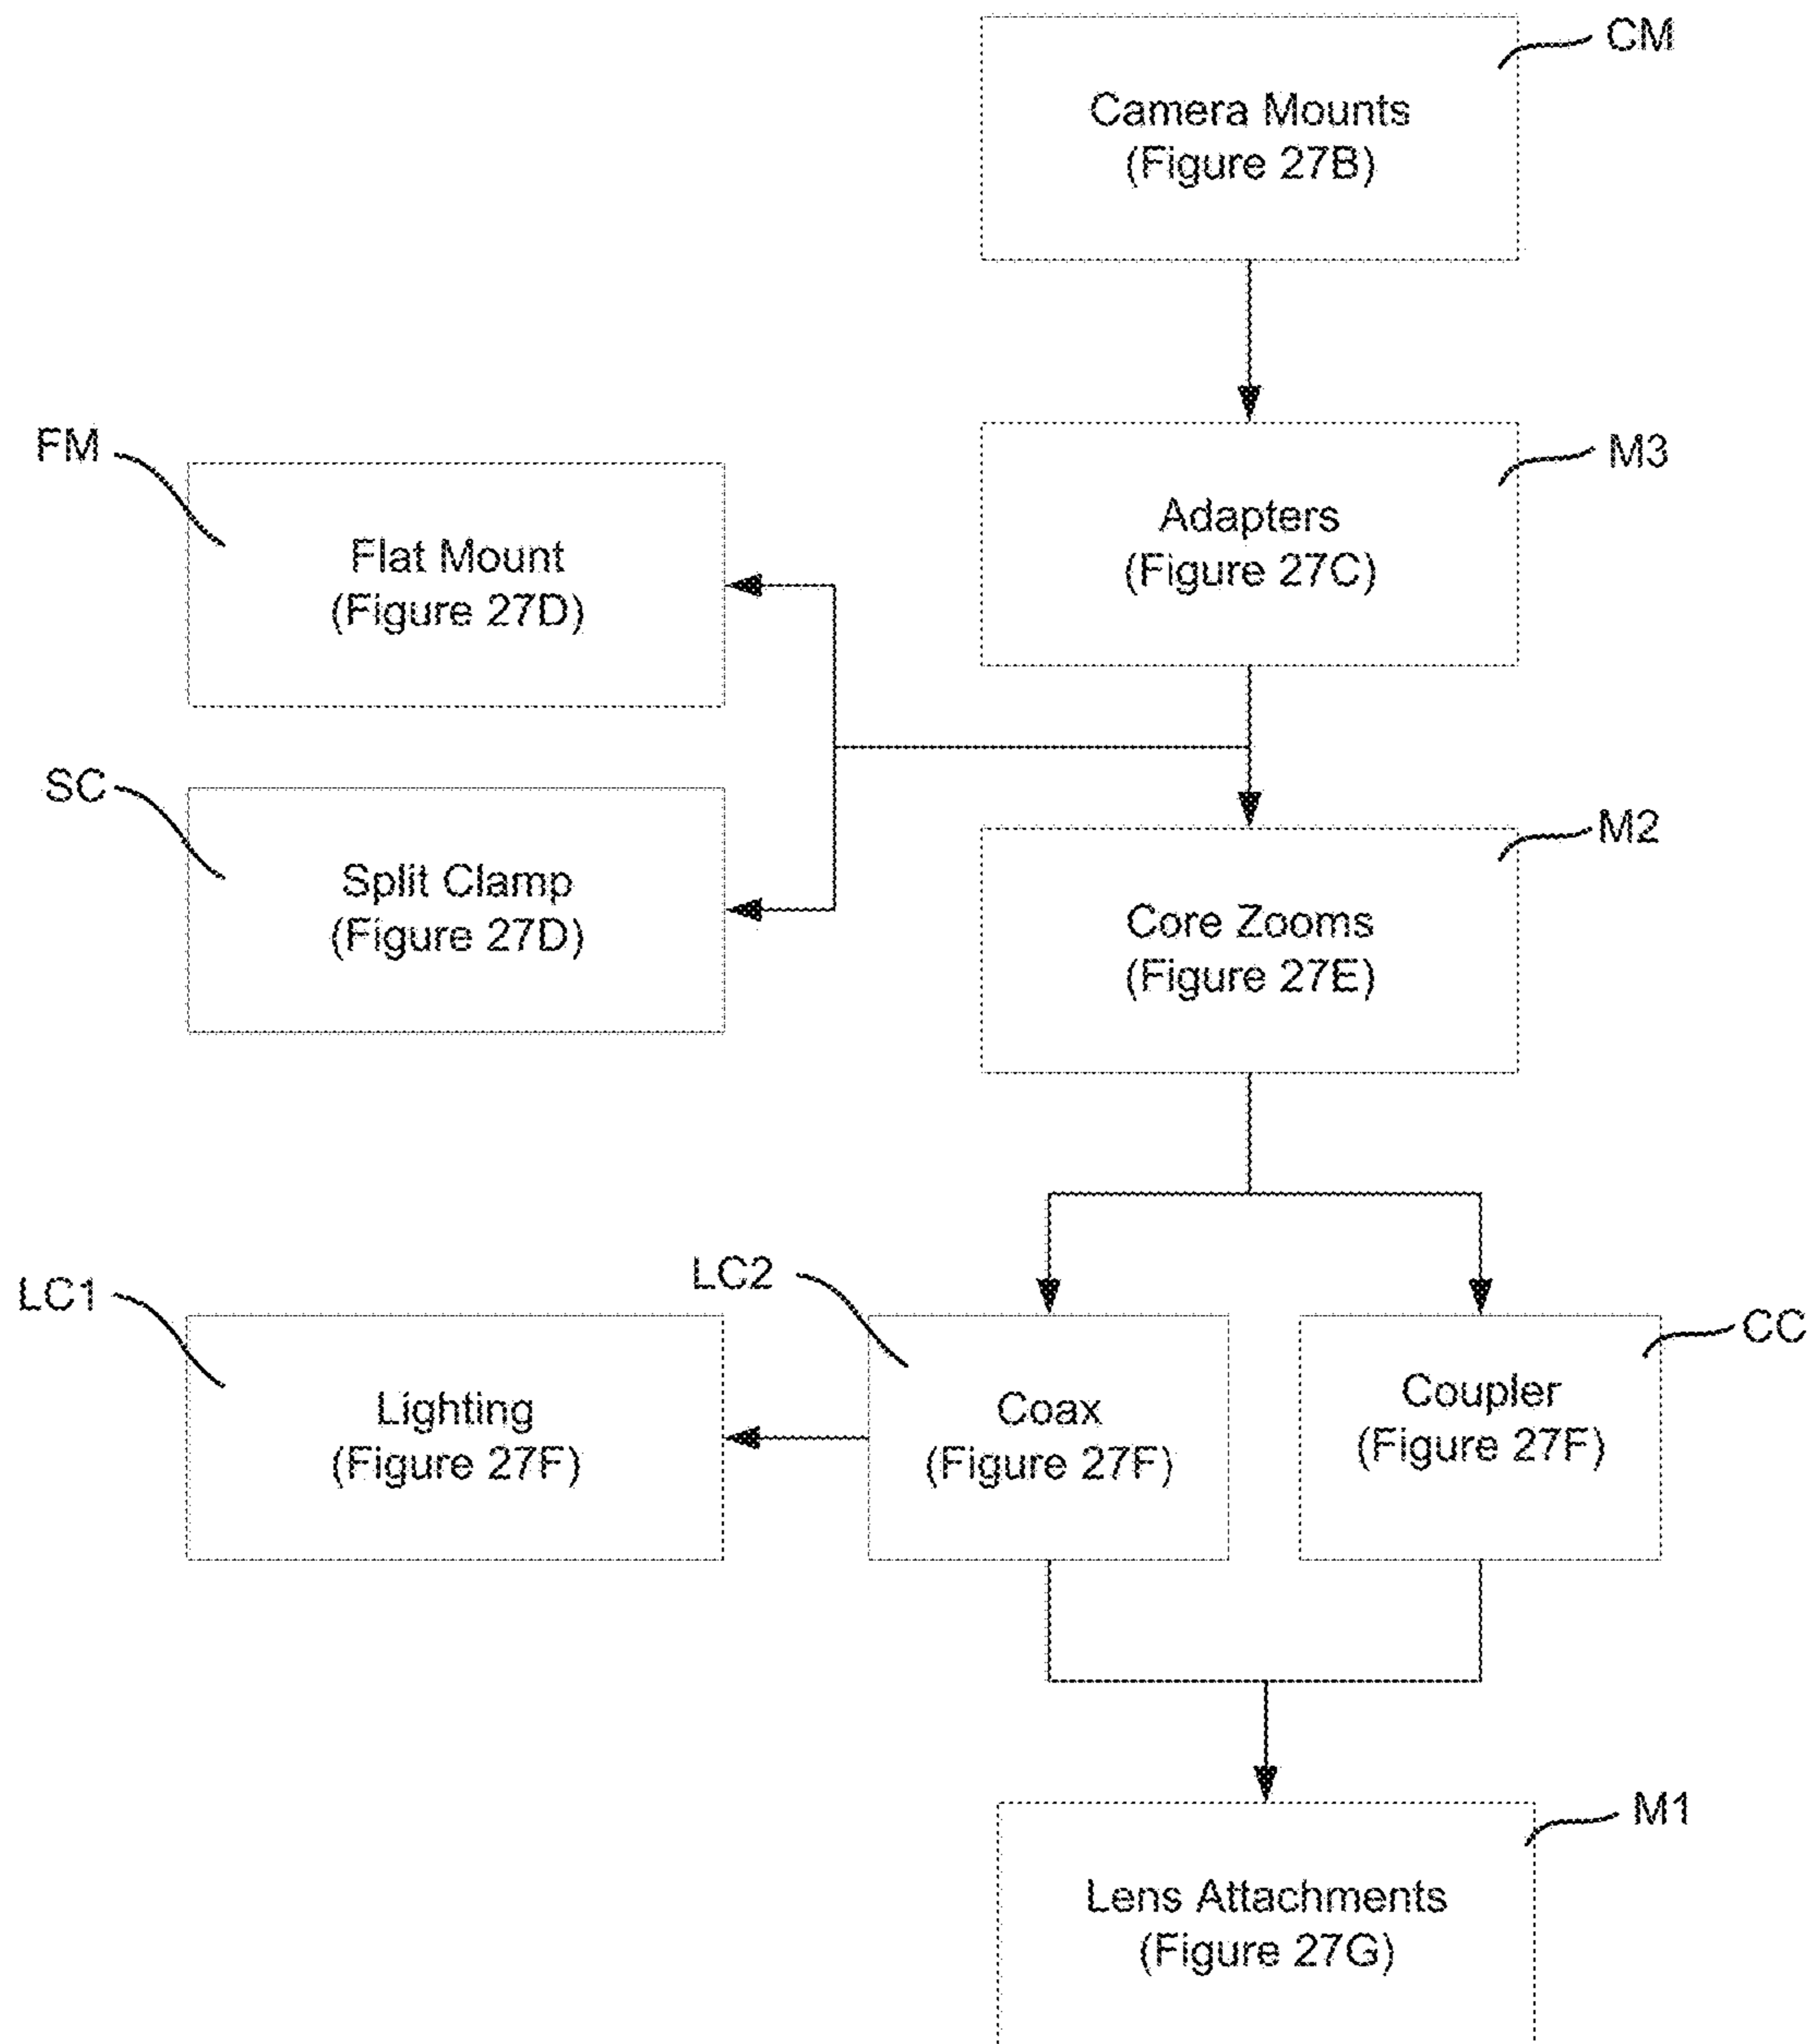 CM
Camera Mounts
(Figure 27B)
FM
M3
Flat Mount
(Figure 27D)
Adapters
(Figure 27C)
SC
M2
Split Clamp
(Figure 27D)
Core Zooms
(Figure 27E)
LC1
LC2
CC
Lighting
(Figure 27F)
Coax
(Figure 27F)
Coupler
(Figure 27F)
M1
Lens Attachments
(Figure 27G)